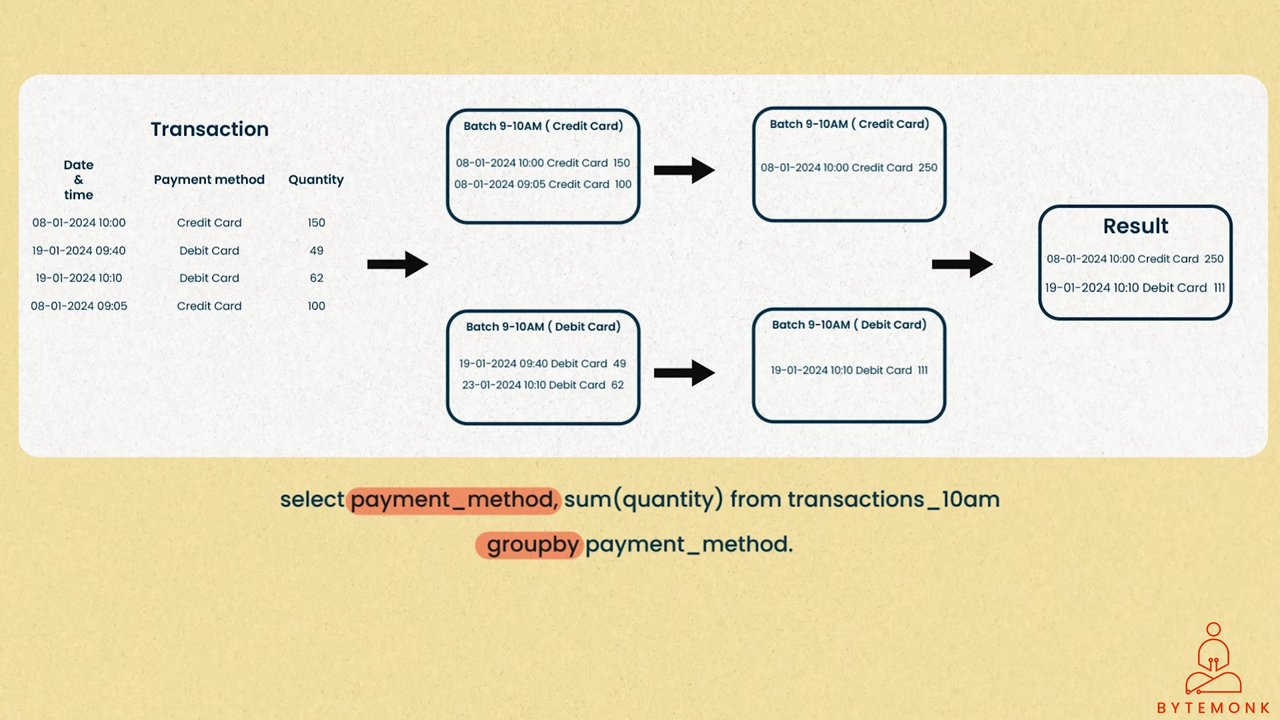 Transaction
Date
&
time
Payment method
Quantity
08-01-2024 10:00 Credit Card 150
19-01-2024 09:40 Debit Card 49
19-01-2024 10:10 Debit Card 62
08-01-2024 09:05 Credit Card 100
Batch 9-10AM ( Credit Card)
08-01-2024 10:00 Credit Card 150
08-01-2024 09:05 Credit Card 100
Batch 9-10AM ( Debit Card)
19-01-2024 09:40 Debit Card 49
23-01-2024 10:10 Debit Card 62
Batch 9-10AM ( Credit Card)
08-01-2024 10:00 Credit Card 250
Batch 9-10AM ( Debit Card)
19-01-2024 10:10 Debit Card 111
Result
08-01-2024 10:00 Credit Card 250
19-01-2024 10:10 Debit Card 111
select payment_method, sum(quantity) from transactions_10am
groupby payment_method.
BYTEMONK